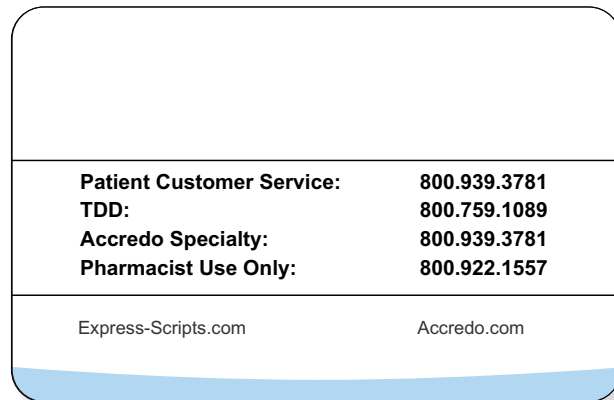 Patient Customer Service: 800.939.3781
TDD: 800.759.1089
Accredo Specialty: 800.939.3781
Pharmacist Use Only: 800.922.1557
Express-Scripts.com Accredo.com